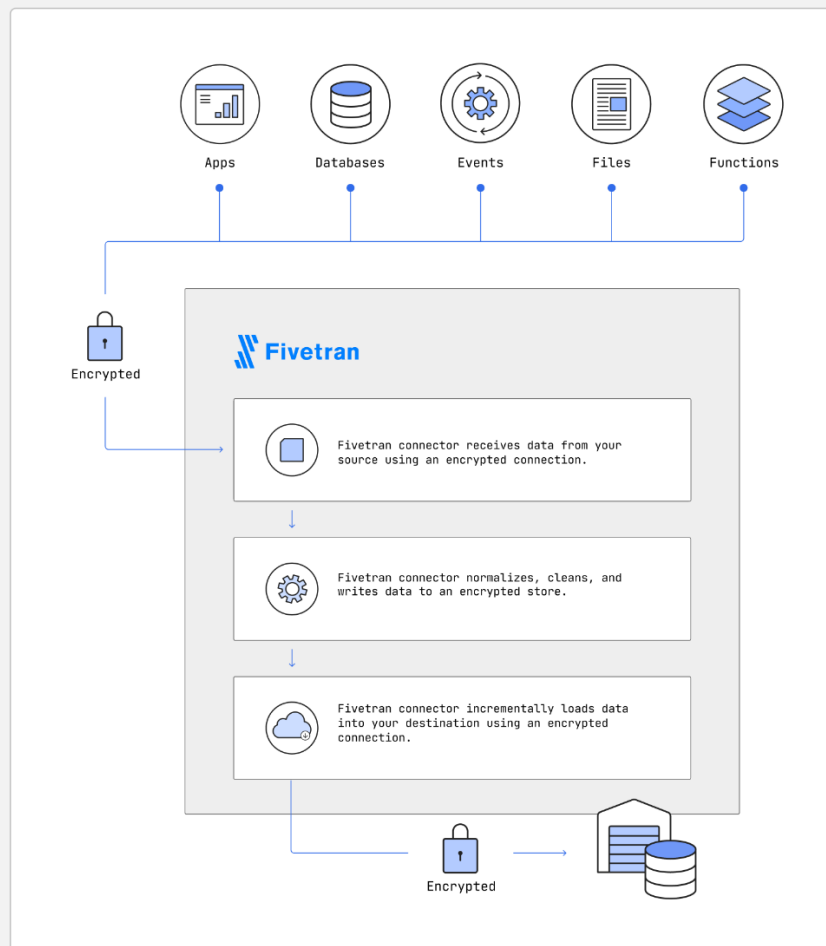 Apps
Databases
Events
Files
Functions
Encrypted
Fivetran
Fivetran connector receives data from your
source using an encrypted connection.
Fivetran connector normalizes, cleans, and
writes data to an encrypted store.
Fivetran connector incrementally loads data
into your destination using an encrypted
connection.
Encrypted